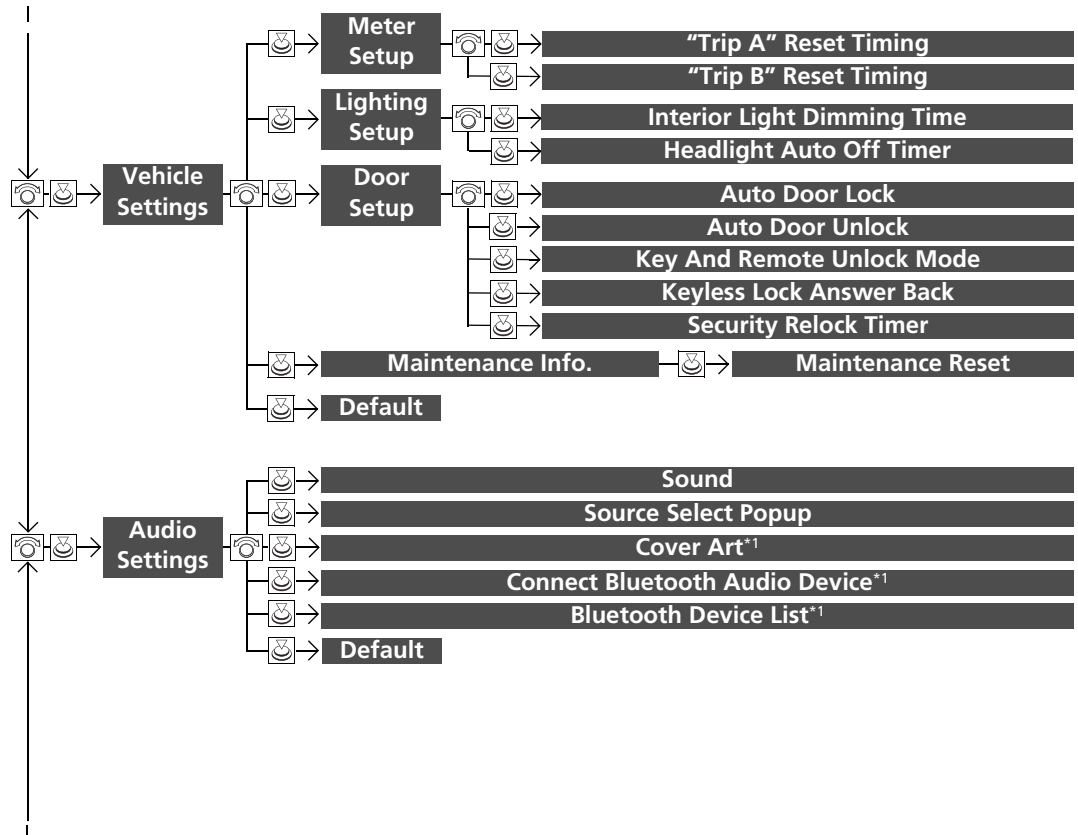 Meter
Setup
“Trip A” Reset Timing
“Trip B” Reset Timing
Lighting
Setup
Interior Light Dimming Time
Headlight Auto Off Timer
Vehicle
Settings
Door
Setup
Auto Door Lock
Auto Door Unlock
Key And Remote Unlock Mode
Keyless Lock Answer Back
Security Relock Timer
Maintenance Info.
Maintenance Reset
Default
Audio
Settings
Sound
Source Select Popup
Cover Art*1
Connect Bluetooth Audio Device*1
Bluetooth Device List*1
Default